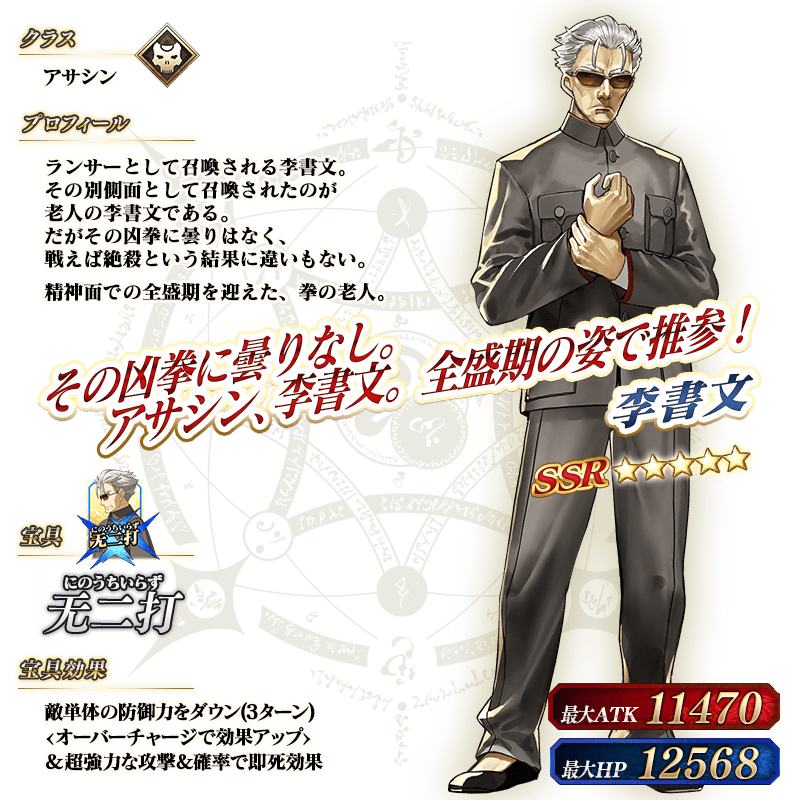 クラス
アサシン
プロフィール
ランサーとして召喚される李書文。
その別側面として召喚されたのが
老人の李書文である。
だがその凶拳に曇りはなく、
戦えば絶殺という結果に違いもない。
精神面での全盛期を迎えた、拳の老人。
その凶拳に曇りなし。全盛期の姿で推参！
アサシン、李書文。
李書文
SSR
宝具
にのうちいらず
无二打
にのうちいらず
无二打
宝具効果
敵単体の防御力をダウン(3ターン)
<オーバーチャージで効果アップ>
&超強力な攻撃&確率で即死効果
最大ATK 11470
最大HP 12568